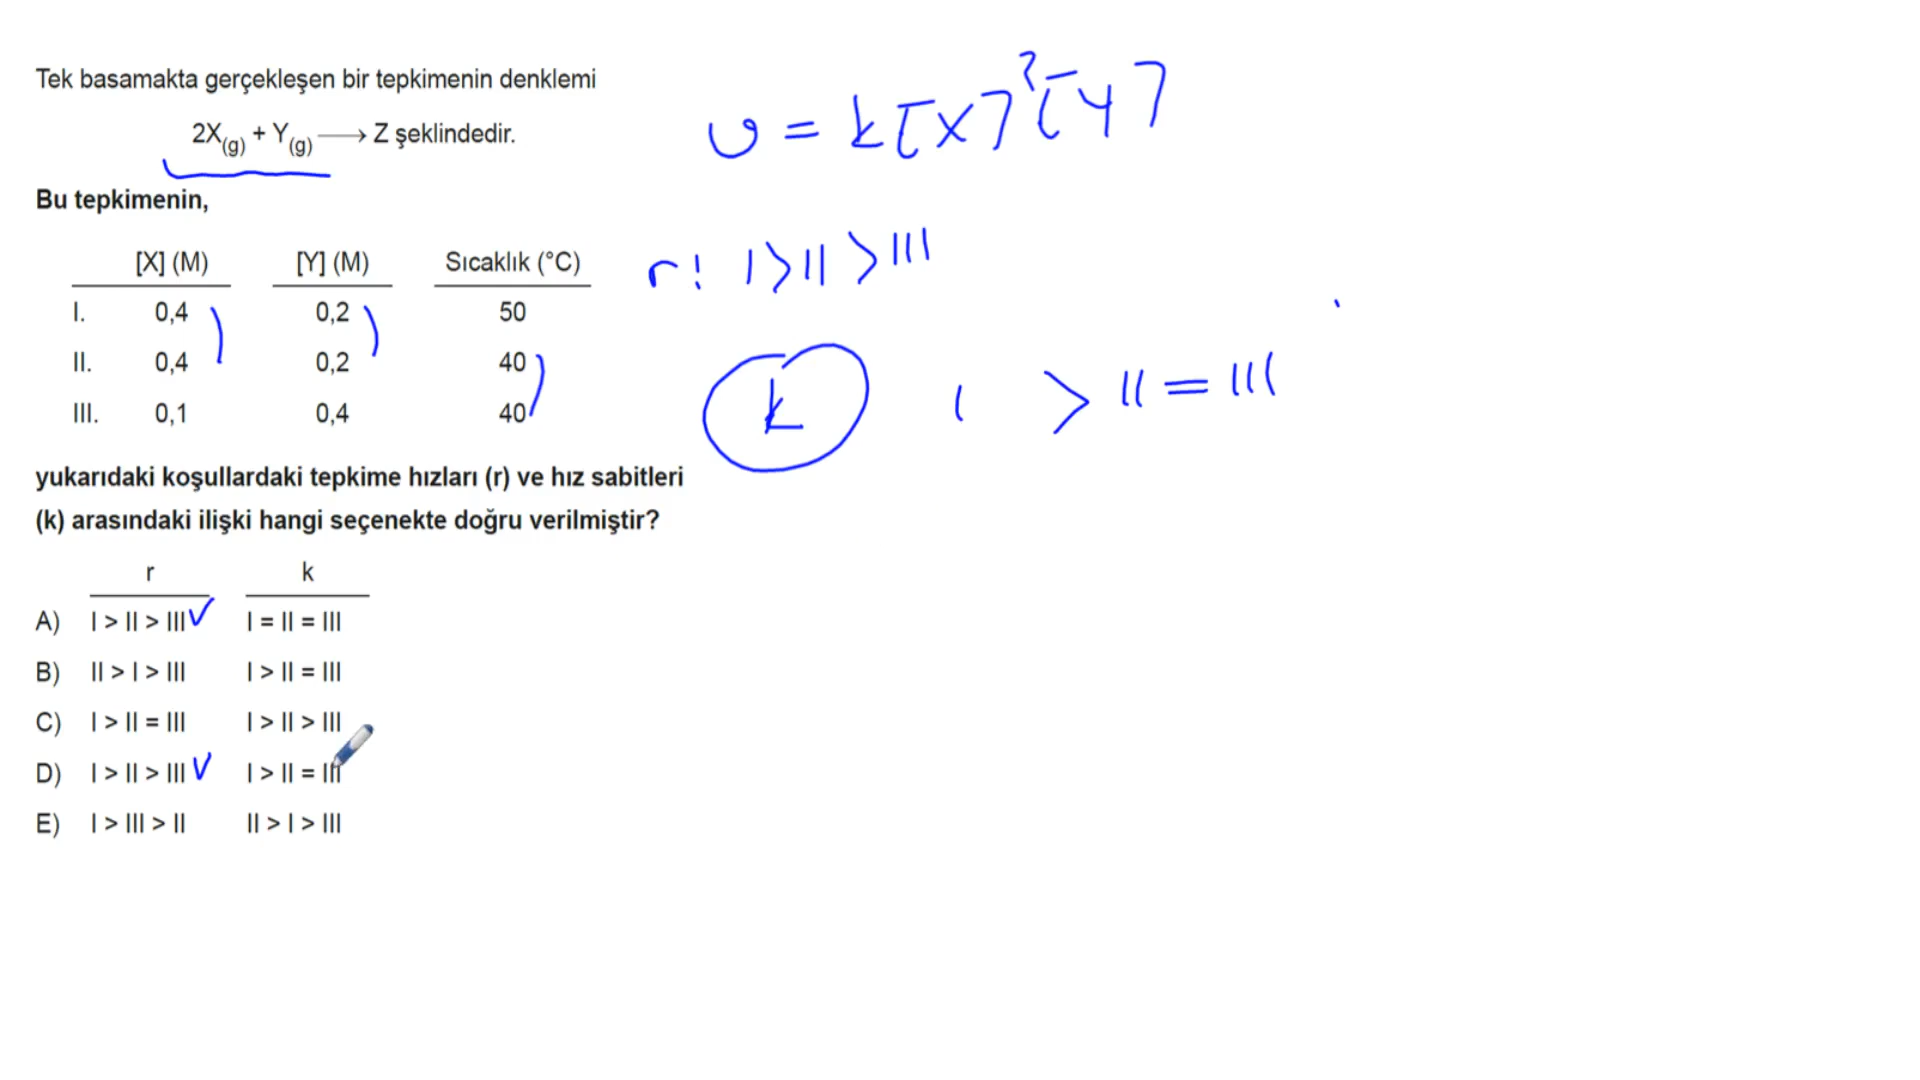 Tek basamakta gerçekleşen bir tepkimenin denklemi
2X(g) + Y(g) ⟶ Z şeklindedir.
υ = k[X]²[Y]
Bu tepkimenin,
[X] (M) [Y] (M) Sıcaklık (°C)
I. 0,4 0,2 50
II. 0,4 0,2 40
III. 0,1 0,4 40
r: I > II > III
k I > II = III
yukarıdaki koşullardaki tepkime hızları (r) ve hız sabitleri
(k) arasındaki ilişki hangi seçenekte doğru verilmiştir?
r k
A) I > II > III ✓ I = II = III
B) II > I > III I > II = III
C) I > II = III I > II > III
D) I > II > III ✓ I > II = III
E) I > III > II II > I > III